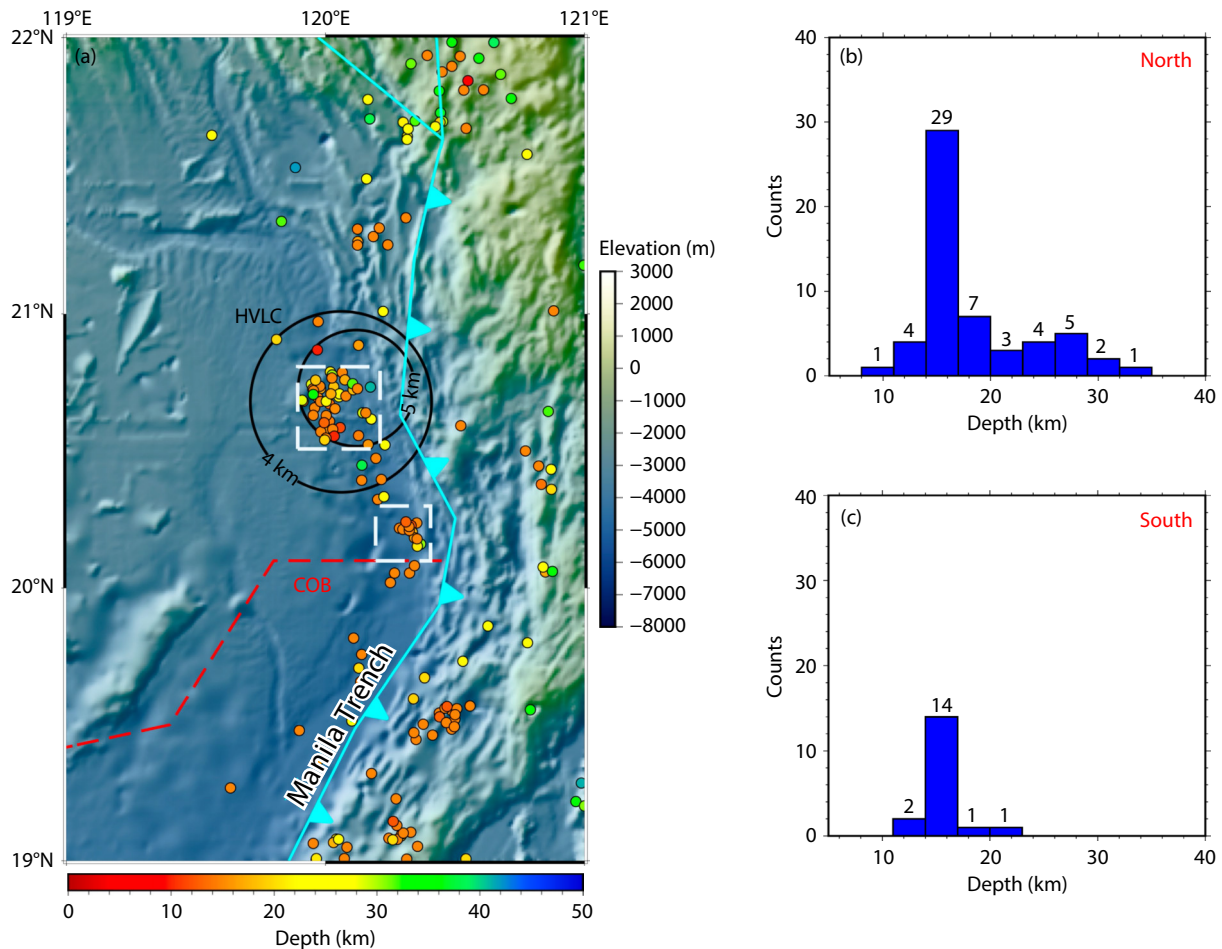 119°E 120°E 121°E
22°N
(a)
21°N
HVLC
5 km
4 km
20°N
COB
Manila Trench
19°N
0 10 20 30 40 50
Depth (km)
Elevation (m)
3000
2000
1000
0
−1000
−2000
−3000
−4000
−5000
−6000
−7000
−8000
(b)
North
40
30
20
10
0
Counts
1 4 29 7 3 4 5 2 1
10 20 30 40
Depth (km)
(c)
South
40
30
20
10
0
Counts
2 14 1 1
10 20 30 40
Depth (km)